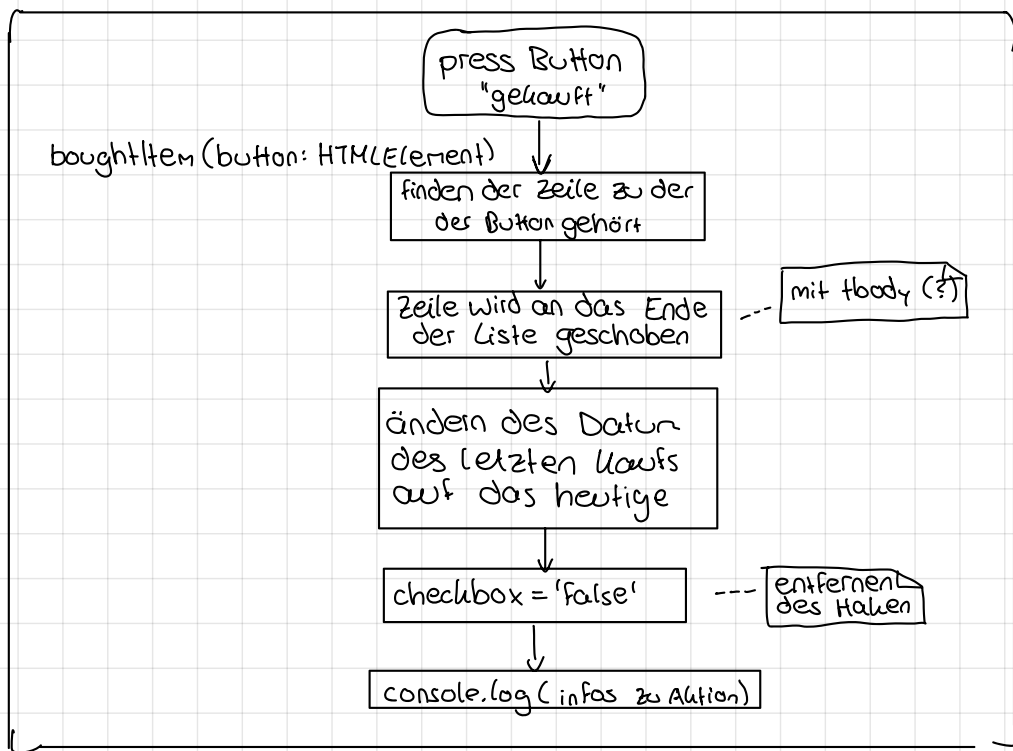 press Button
"gekauft"
boughtItem (button: HTMLElement)
finden der Zeile zu der
der Button gehört
Zeile wird an das Ende
der Liste geschoben
mit tbody (?)
ändern des Datum
des letzten Kaufs
auf das heutige
checkbox = 'false'
entfernen
des Haken
console.log ( infos zu Aktion)